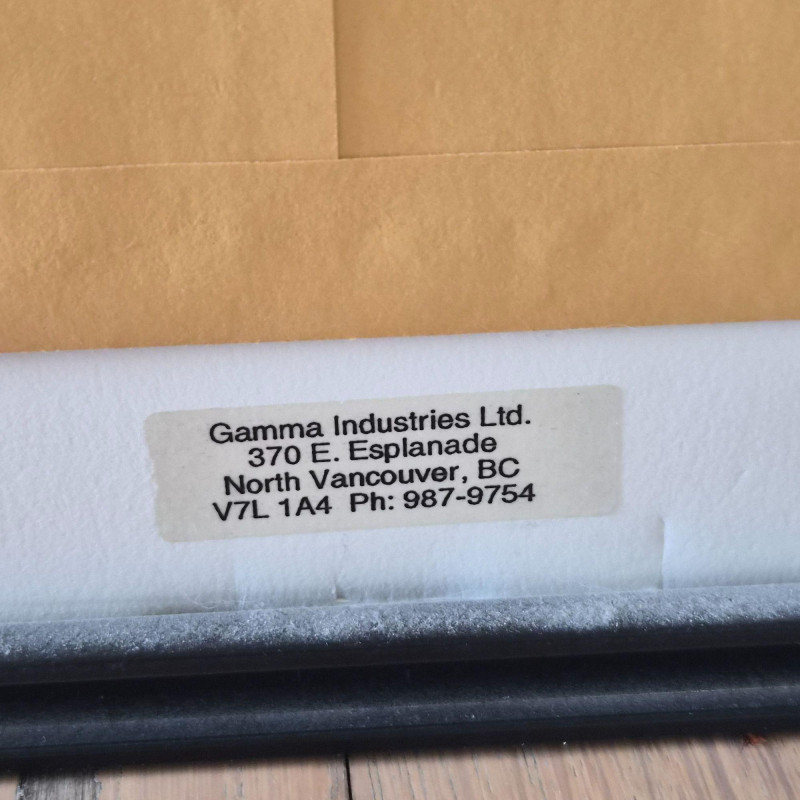 Gamma Industries Ltd.
370 E. Esplanade
North Vancouver, BC
V7L 1A4 Ph: 987-9754